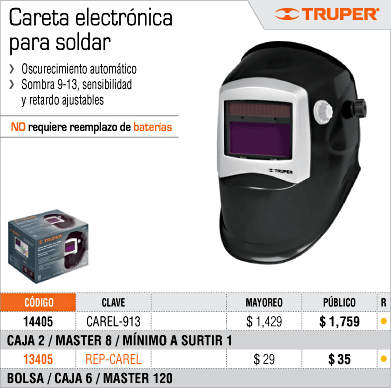 Careta electrónica
para soldar
TRUPER®
Oscurecimiento automático
Sombra 9-13, sensibilidad
y retardo ajustables
NO requiere reemplazo de baterías
TRUPER
TRUPER
CÓDIGO CLAVE MAYOREO PÚBLICO R
14405 CAREL-913 $ 1,429 $ 1,759
CAJA 2 / MASTER 8 / MÍNIMO A SURTIR 1
13405 REP-CAREL $ 29 $ 35
BOLSA / CAJA 6 / MASTER 120